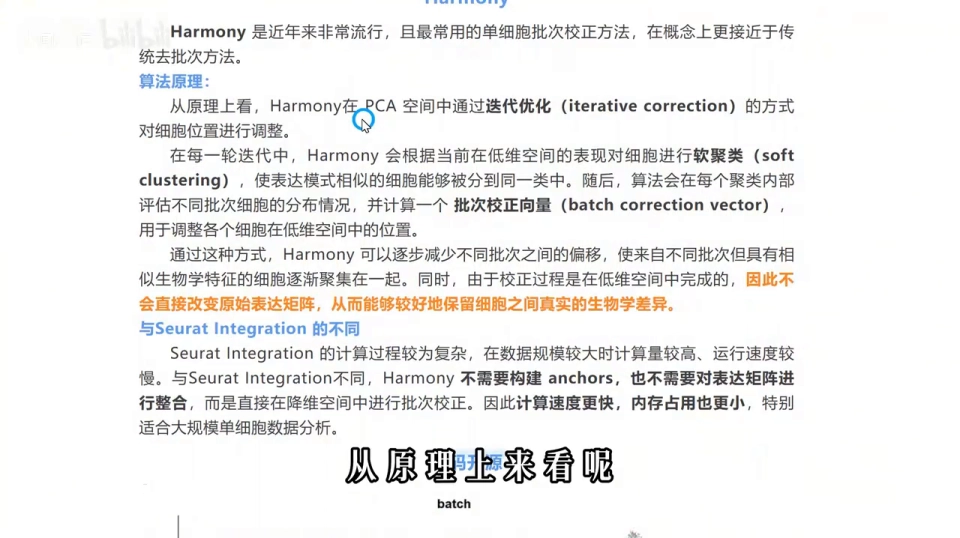 Harmony
bilibili
Harmony 是近年来非常流行，且最常用的单细胞批次校正方法，在概念上更接近于传
统去批次方法。
算法原理：
从原理上看，Harmony在 PCA 空间中通过迭代优化（iterative correction）的方式
对细胞位置进行调整。
在每一轮迭代中，Harmony 会根据当前在低维空间的表现对细胞进行软聚类（soft
clustering），使表达模式相似的细胞能够被分到同一类中。随后，算法会在每个聚类内部
评估不同批次细胞的分布情况，并计算一个 批次校正向量（batch correction vector），
用于调整各个细胞在低维空间中的位置。
通过这种方式，Harmony 可以逐步减少不同批次之间的偏移，使来自不同批次但具有相
似生物学特征的细胞逐渐聚集在一起。同时，由于校正过程是在低维空间中完成的，因此不
会直接改变原始表达矩阵，从而能够较好地保留细胞之间真实的生物学差异。
与Seurat Integration 的不同
Seurat Integration 的计算过程较为复杂，在数据规模较大时计算量较高、运行速度较
慢。与Seurat Integration不同，Harmony 不需要构建 anchors，也不需要对表达矩阵进
行整合，而是直接在降维空间中进行批次校正。因此计算速度更快，内存占用也更小，特别
适合大规模单细胞数据分析。
从原理上来看呢
batch